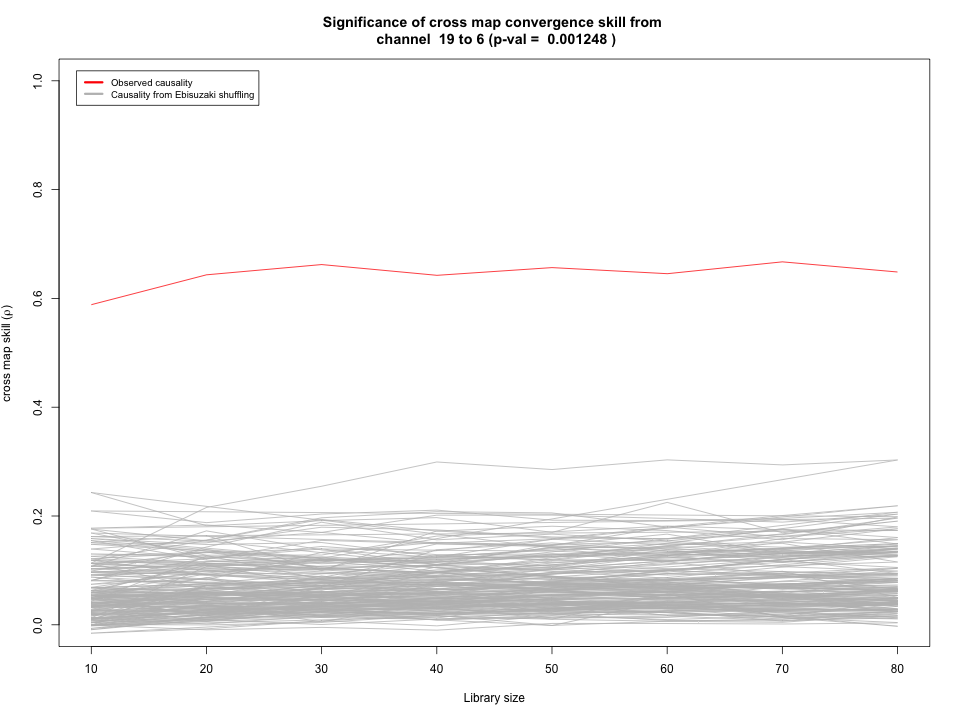 Significance of cross map convergence skill from
channel  19 to 6 (p-val =  0.001248 )
Observed causality
Causality from Ebisuzaki shuffling
cross map skill (ρ)
1.0
0.8
0.6
0.4
0.2
0.0
10 20 30 40 50 60 70 80
Library size